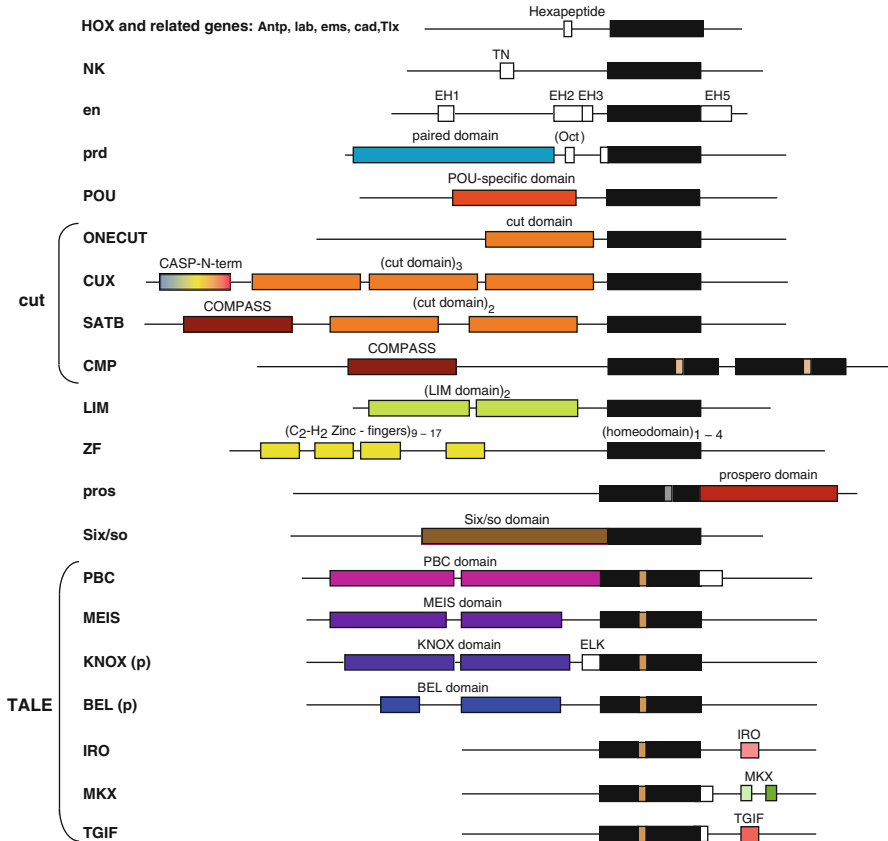 Hexapeptide
HOX and related genes: Antp, lab, ems, cad,Tlx
TN
NK
EH1 EH2 EH3 EH5
en
paired domain (Oct)
prd
POU-specific domain
POU
cut domain
ONECUT
CASP-N-term (cut domain)3
CUX
cut
COMPASS (cut domain)2
SATB
COMPASS
CMP
(LIM domain)2
LIM
(C2-H2 Zinc - fingers)9 – 17 (homeodomain)1 – 4
ZF
prospero domain
pros
Six/so domain
Six/so
PBC domain
PBC
MEIS domain
MEIS
KNOX domain ELK
KNOX (p)
BEL domain
BEL (p)
TALE
IRO
IRO
MKX
MKX
TGIF
TGIF